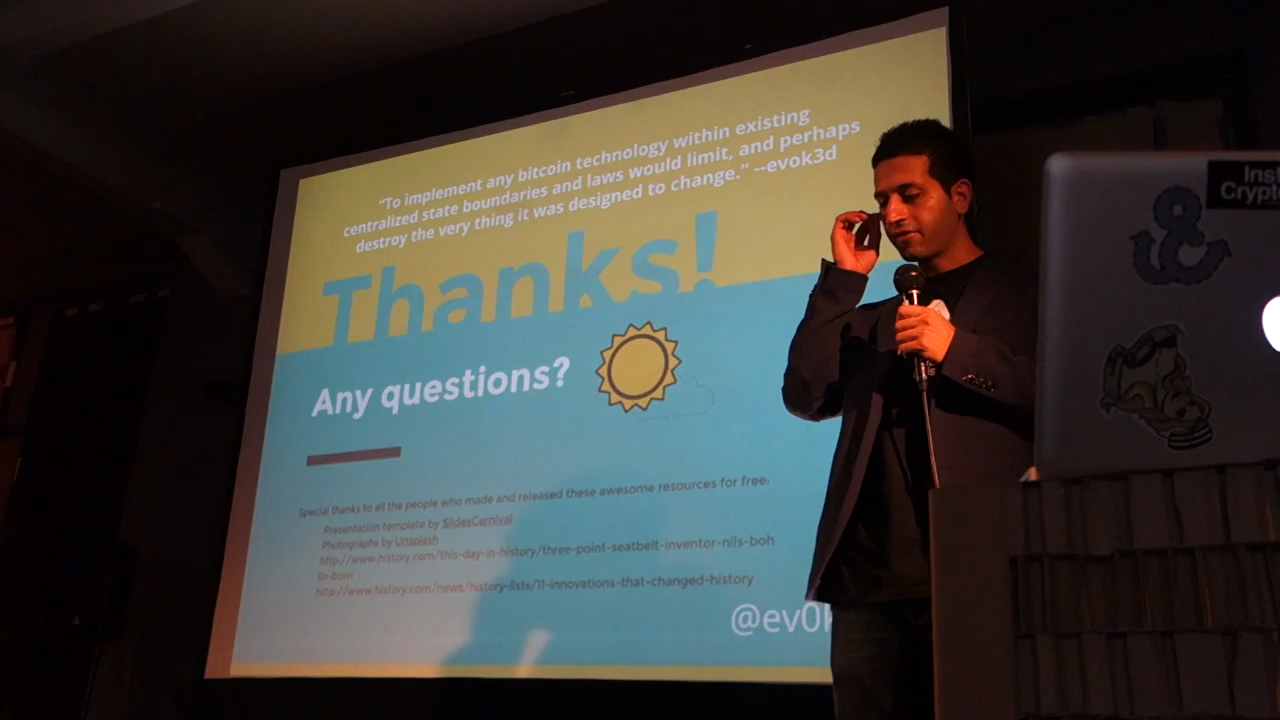 “To implement any bitcoin technology within existing
centralized state boundaries and laws would limit, and perhaps
destroy the very thing it was designed to change.” --evok3d
Thanks!
Any questions?
Special thanks to all the people who made and released these awesome resources for free:
Presentation template by SlidesCarnival
Photographs by Unsplash
http://www.history.com/this-day-in-history/three-point-seatbelt-inventor-nils-boh
lin-born
http://www.history.com/news/history-lists/11-innovations-that-changed-history
@ev0k
Inst
Crypt